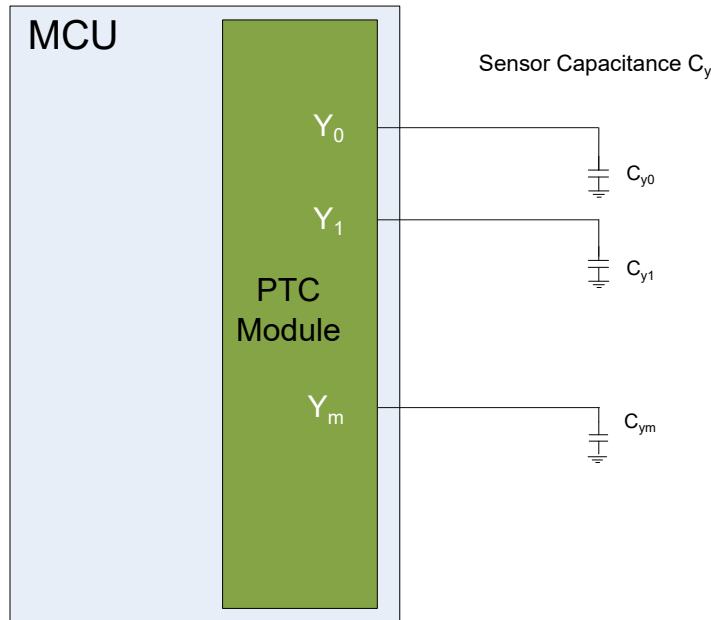 MCU
Sensor Capacitance Cy
Y0
Cy0
Y1
Cy1
PTC
Module
Ym
Cym